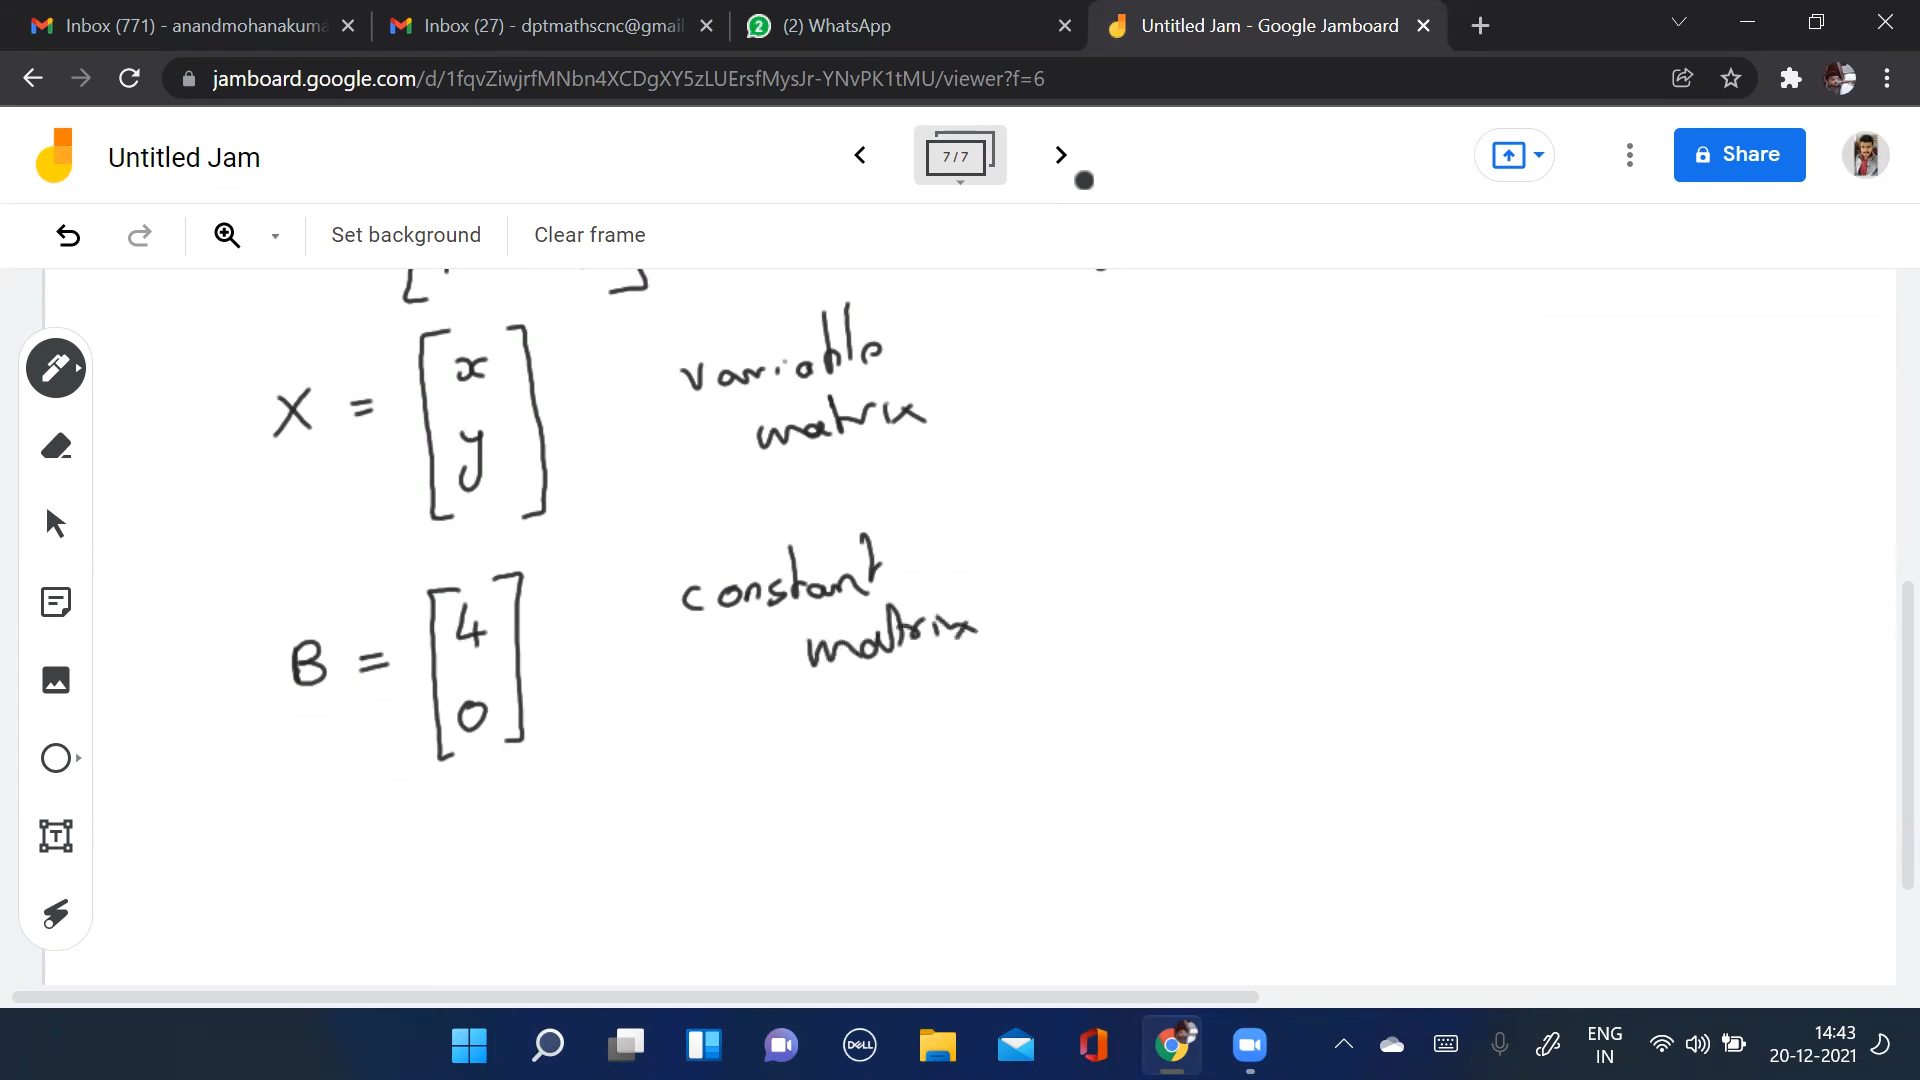 Inbox (771) - anandmohanakuma
Inbox (27) - dptmathscnc@gmail
2 (2) WhatsApp
Untitled Jam - Google Jamboard
jamboard.google.com/d/1fqvZiwjrfMNbn4XCDgXY5zLUErsfMysJr-YNvPK1tMU/viewer?f=6
Untitled Jam
7 / 7
Share
Set background
Clear frame
X = [x
y]
variable
matrix
B = [4
0]
constant
matrix
T
DELL
ENG
IN
14:43
20-12-2021